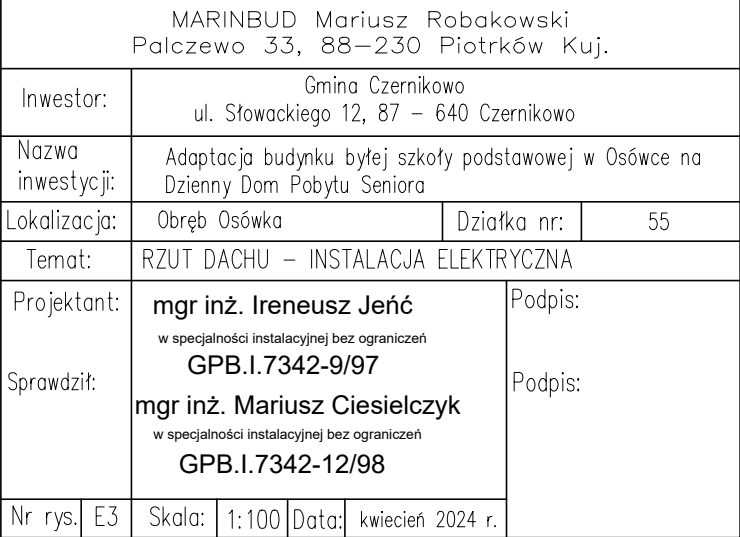 MARINBUD Mariusz Robakowski
Palczewo 33, 88-230 Piotrków Kuj.
Inwestor:
Gmina Czernikowo
ul. Słowackiego 12, 87 - 640 Czernikowo
Nazwa
inwestycji:
Adaptacja budynku byłej szkoły podstawowej w Osówce na
Dzienny Dom Pobytu Seniora
Lokalizacja: Obręb Osówka Działka nr: 55
Temat: RZUT DACHU - INSTALACJA ELEKTRYCZNA
Projektant: mgr inż. Ireneusz Jeńć Podpis:
w specjalności instalacyjnej bez ograniczeń
GPB.I.7342-9/97
Sprawdził: Podpis:
mgr inż. Mariusz Ciesielczyk
w specjalności instalacyjnej bez ograniczeń
GPB.I.7342-12/98
Nr rys. E3 Skala: 1:100 Data: kwiecień 2024 r.